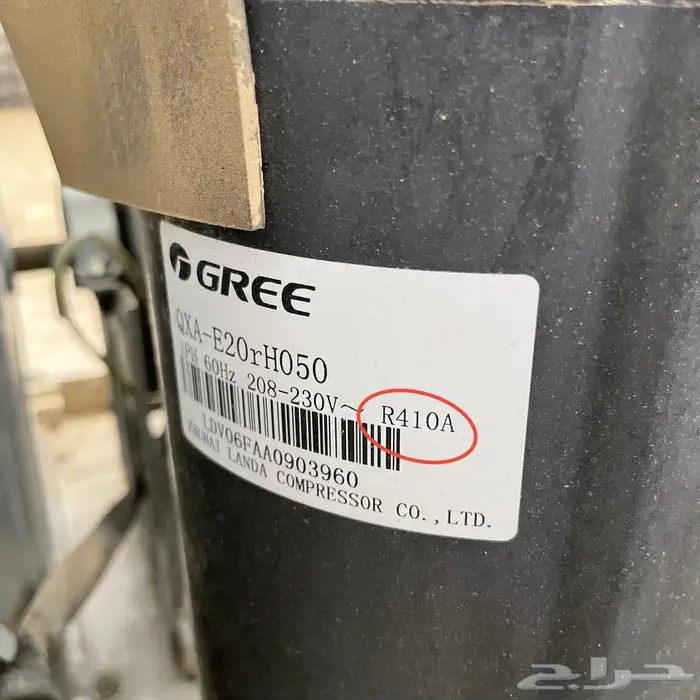 GREE
QXA-E20rH050
1PH 60Hz 208-230V~ R410A
LDV06FAA0903960
ZHUHAI LANDA COMPRESSOR CO.,LTD.
حراج